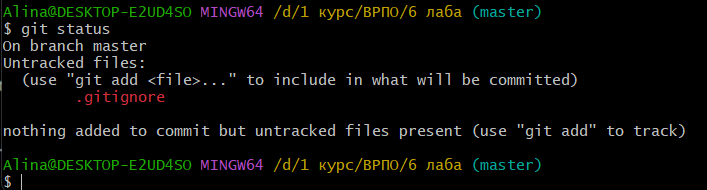 Alina@DESKTOP-E2UD4SO MINGW64 /d/1 курс/ВРПО/6 лаба (master)
$ git status
On branch master
Untracked files:
  (use "git add <file>..." to include in what will be committed)
        .gitignore

nothing added to commit but untracked files present (use "git add" to track)

Alina@DESKTOP-E2UD4SO MINGW64 /d/1 курс/ВРПО/6 лаба (master)
$